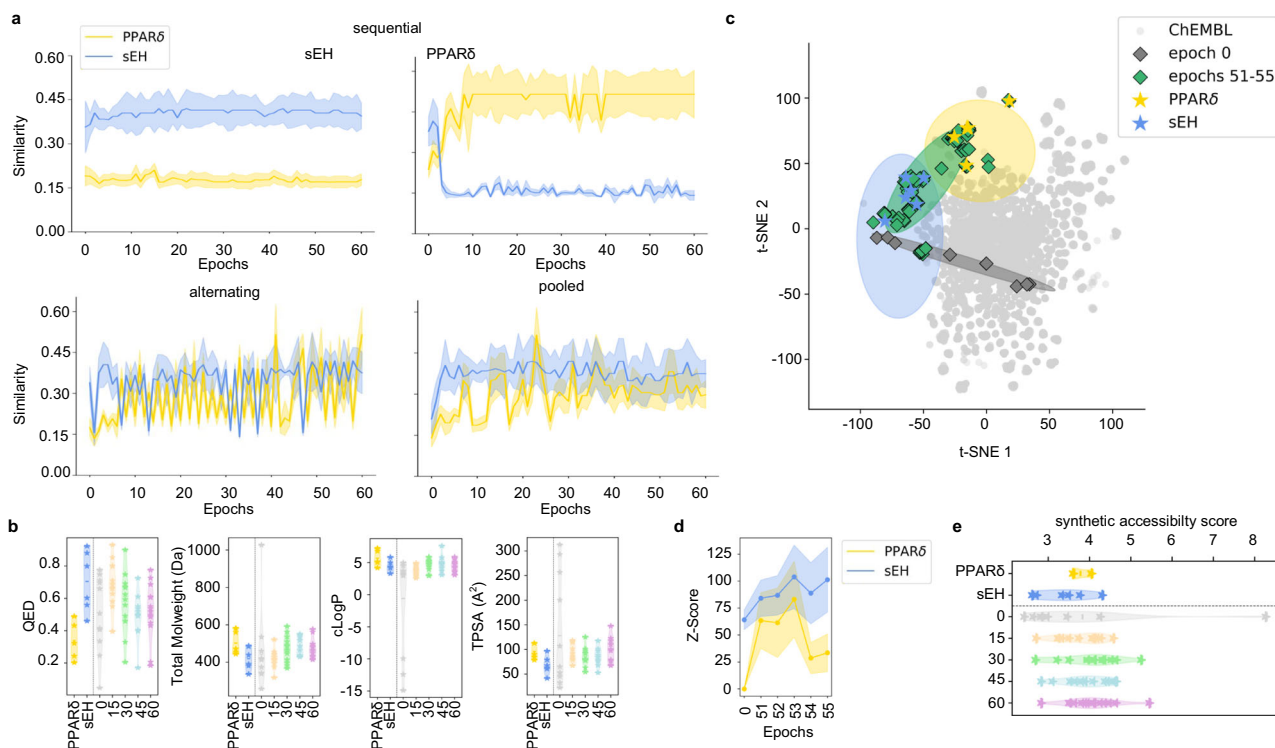 a
sequential
PPARδ
sEH
sEH
PPARδ
Similarity
0.60
0.45
0.30
0.15
0 10 20 30 40 50 60
Epochs
0 10 20 30 40 50 60
Epochs
alternating
pooled
Similarity
0.60
0.45
0.30
0.15
0.00
0 10 20 30 40 50 60
Epochs
0 10 20 30 40 50 60
Epochs
c
ChEMBL
epoch 0
epochs 51-55
PPARδ
sEH
t-SNE 2
100
50
0
-50
-100
-100 -50 0 50 100
t-SNE 1
b
QED
0.8
0.6
0.4
0.2
PPARδ sEH 0 15 30 45 60
Total Molweight (Da)
1000
800
600
400
PPARδ sEH 0 15 30 45 60
cLogP
5
0
-5
-10
-15
PPARδ sEH 0 15 30 45 60
TPSA (A²)
300
250
200
150
100
50
PPARδ sEH 0 15 30 45 60
d
PPARδ
sEH
Z-Score
125
100
75
50
25
0
0 51 52 53 54 55
Epochs
e
synthetic accessibilty score
3 4 5 6 7 8
PPARδ
sEH
0
15
30
45
60